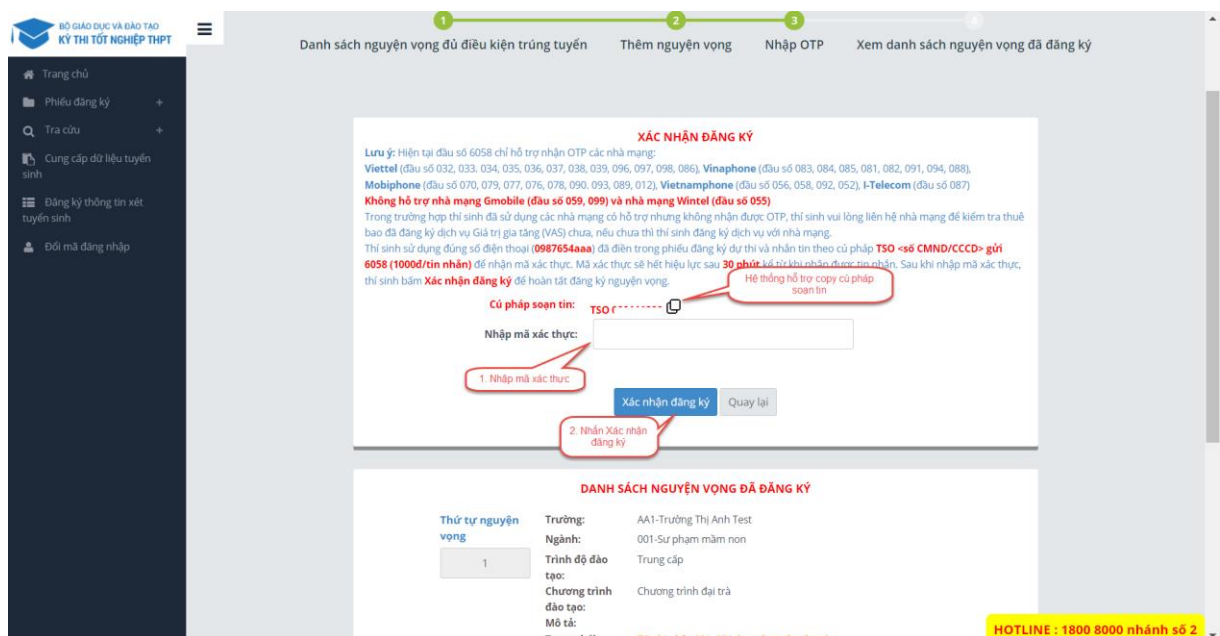 BỘ GIÁO DỤC VÀ ĐÀO TẠO
KỲ THI TỐT NGHIỆP THPT
Trang chủ
Phiếu đăng ký +
Tra cứu +
Cung cấp dữ liệu tuyển
sinh
Đăng ký thông tin xét
tuyển sinh
Đổi mã đăng nhập
1 2 3 4
Danh sách nguyện vọng đủ điều kiện trúng tuyển Thêm nguyện vọng Nhập OTP Xem danh sách nguyện vọng đã đăng ký
XÁC NHẬN ĐĂNG KÝ
Lưu ý: Hiện tại đầu số 6058 chỉ hỗ trợ nhận OTP các nhà mạng:
Viettel (đầu số 032, 033. 034, 035, 036, 037, 038, 039, 096, 097, 098, 086), Vinaphone (đầu số 083, 084, 085, 081, 082, 091, 094, 088),
Mobiphone (đầu số 070, 079, 077, 076, 078, 090. 093, 089, 012), Vietnamphone (đầu số 056, 058, 092, 052), I-Telecom (đầu số 087)
Không hỗ trợ nhà mạng Gmobile (đầu số 059, 099) và nhà mạng Wintel (đầu số 055)
Trong trường hợp thí sinh đã sử dụng các nhà mạng có hỗ trợ nhưng không nhận được OTP, thí sinh vui lòng liên hệ nhà mạng để kiểm tra thuê
bao đã đăng ký dịch vụ Giá trị gia tăng (VAS) chưa, nếu chưa thì thí sinh đăng ký dịch vụ với nhà mạng.
Thí sinh sử dụng đúng số điện thoại (0987654aaa) đã điền trong phiếu đăng ký dự thi và nhắn tin theo cú pháp TSO <số CMND/CCCD> gửi
6058 (1000đ/tin nhắn) để nhận mã xác thực. Mã xác thực sẽ hết hiệu lực sau 30 phút kể từ khi nhận được tin nhắn. Sau khi nhập mã xác thực,
thí sinh bấm Xác nhận đăng ký để hoàn tất đăng ký nguyện vọng.
Hệ thống hỗ trợ copy cú pháp
soạn tin
Cú pháp soạn tin: TSO
Nhập mã xác thực:
1. Nhập mã xác thực
Xác nhận đăng ký Quay lại
2. Nhấn Xác nhận
đăng ký
DANH SÁCH NGUYỆN VỌNG ĐÃ ĐĂNG KÝ
Thứ tự nguyện
vọng
1
Trường: AA1-Trường Thị Anh Test
Ngành: 001-Sư phạm mầm non
Trình độ đào
tạo: Trung cấp
Chương trình
đào tạo: Chương trình đại trà
Mô tả:
HOTLINE : 1800 8000 nhánh số 2